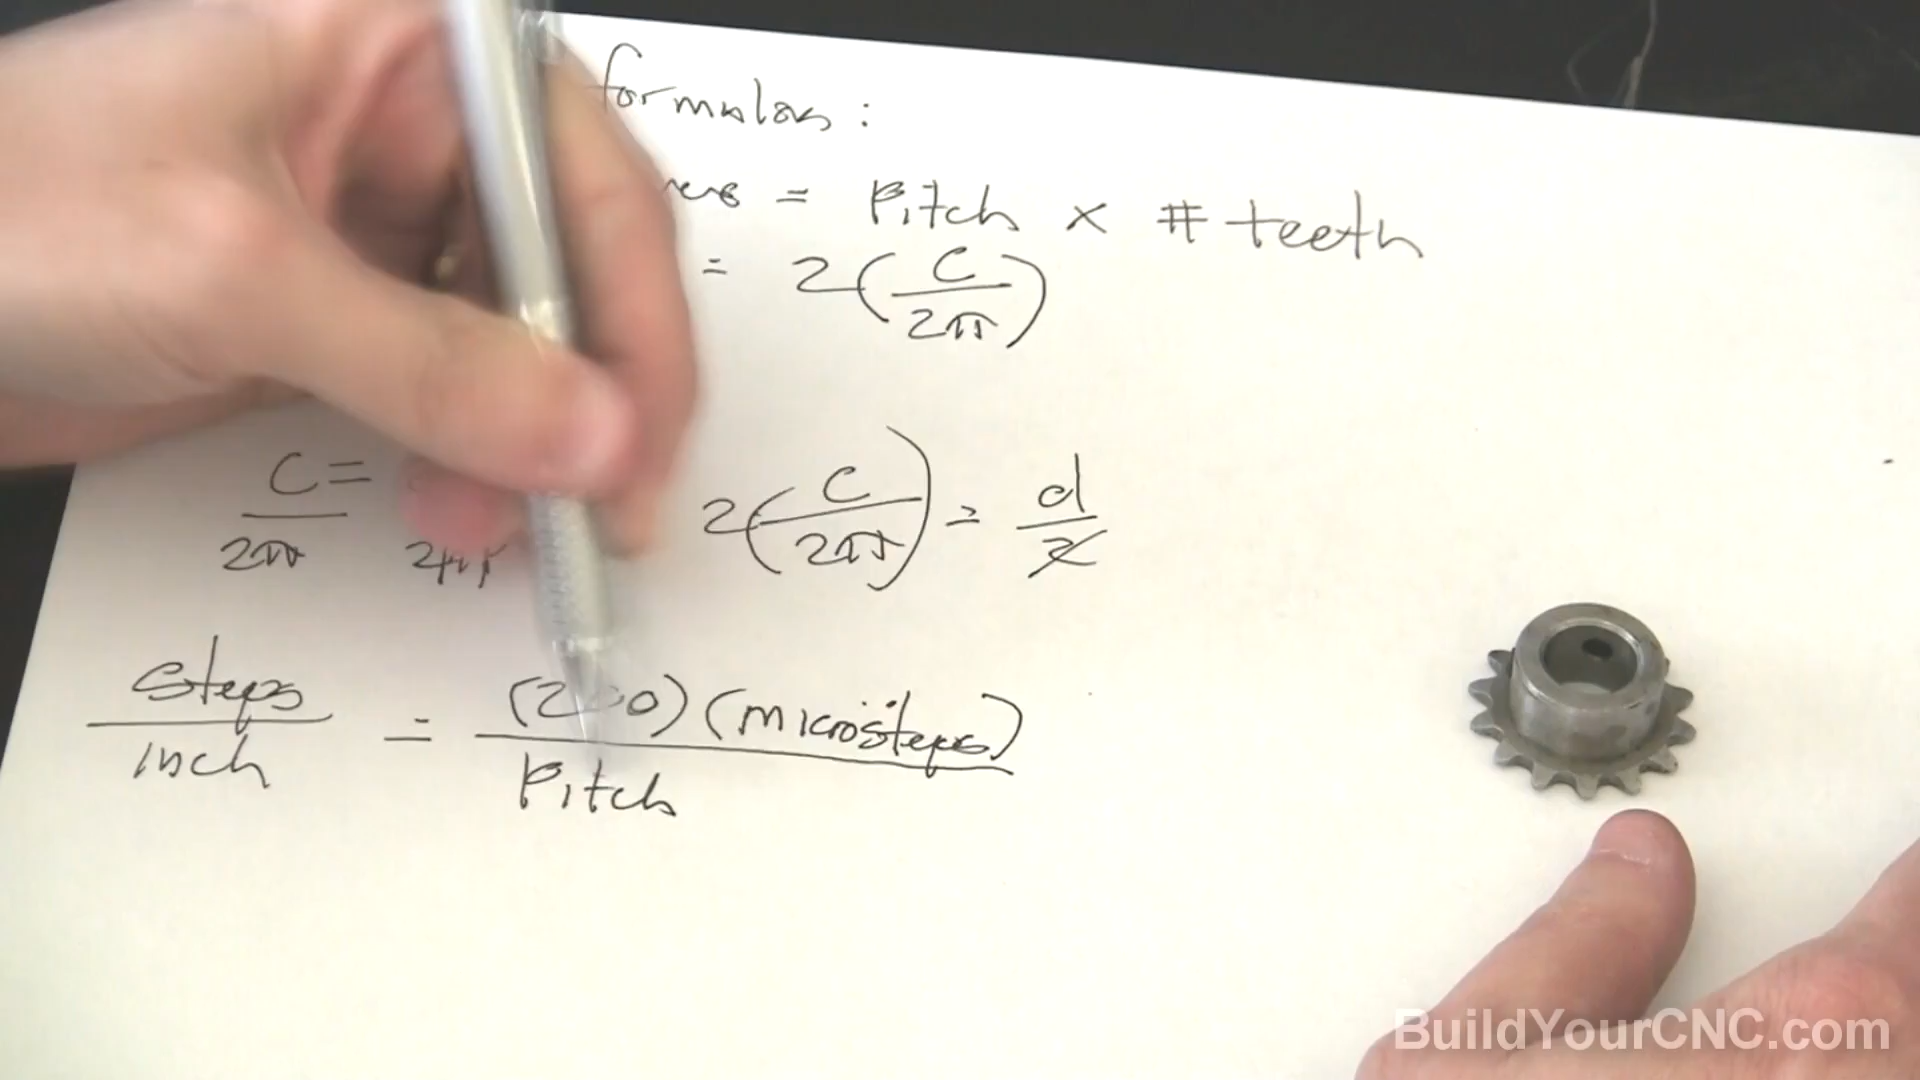 formulas:
= Pitch × # teeth
= 2(C/2π)
C =
2π 2π
2(C/2π) = d/2
steps/inch = (200)(microsteps)/Pitch
BuildYourCNC.com